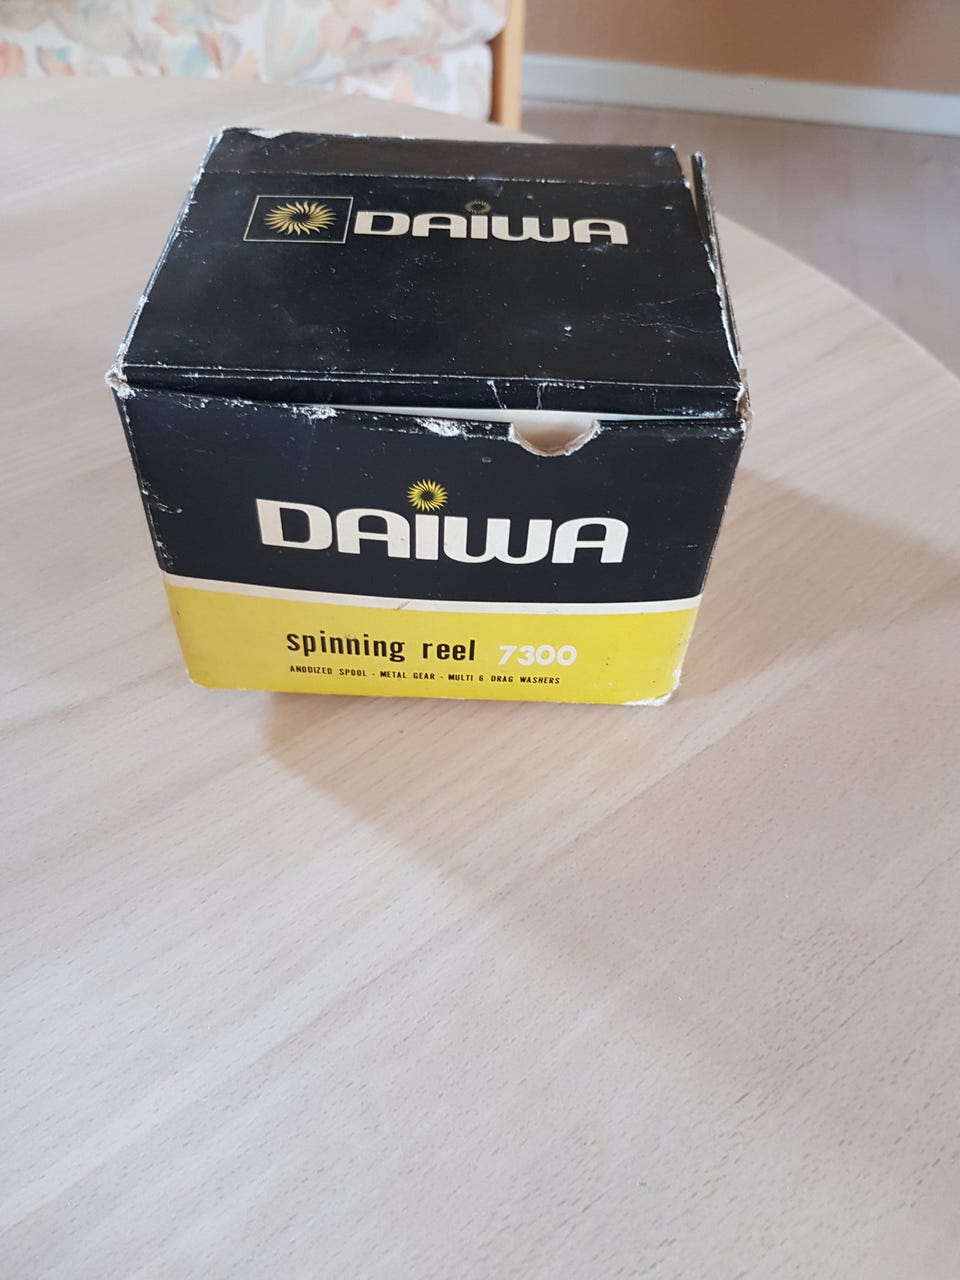 DAIWA
DAIWA
spinning reel 7300
ANODIZED SPOOL - METAL GEAR - MULTI 6 DRAG WASHERS